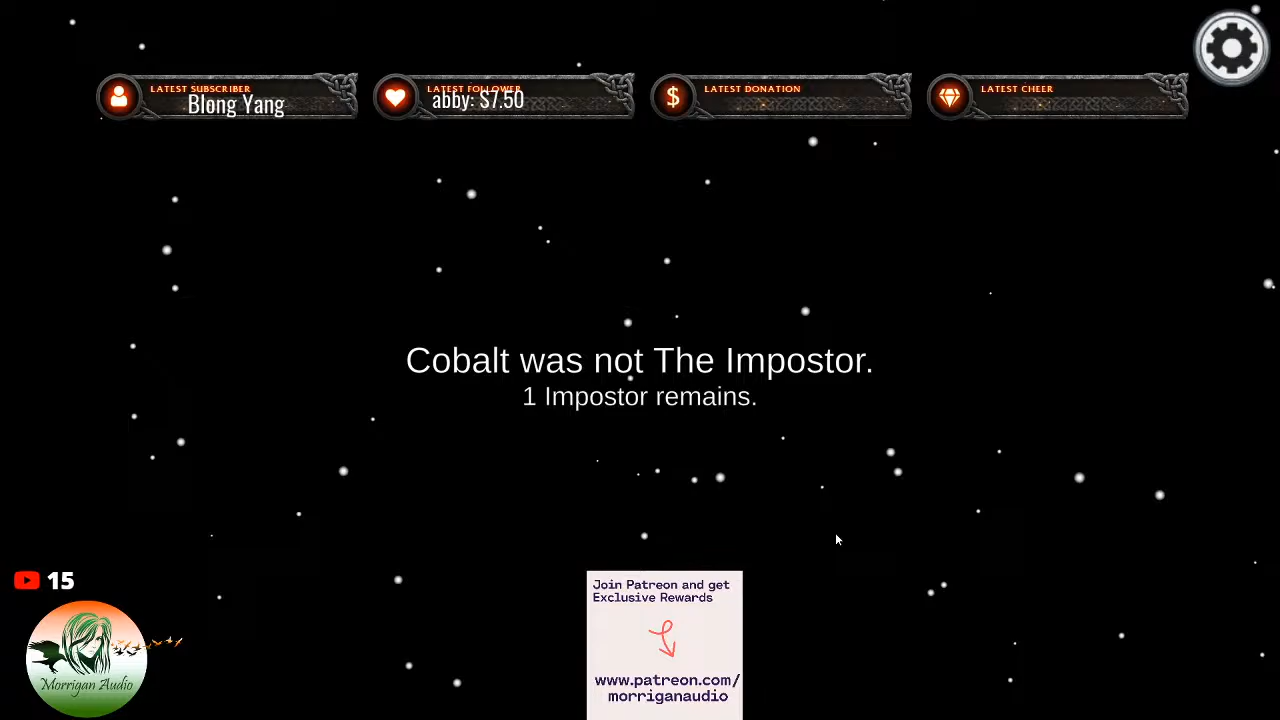 LATEST SUBSCRIBER
Blong Yang
LATEST FOLLOWER
abby: $7.50
LATEST DONATION
LATEST CHEER
Cobalt was not The Impostor.
1 Impostor remains.
15
Morrigan Audio
Join Patreon and get
Exclusive Rewards
www.patreon.com/
morriganaudio